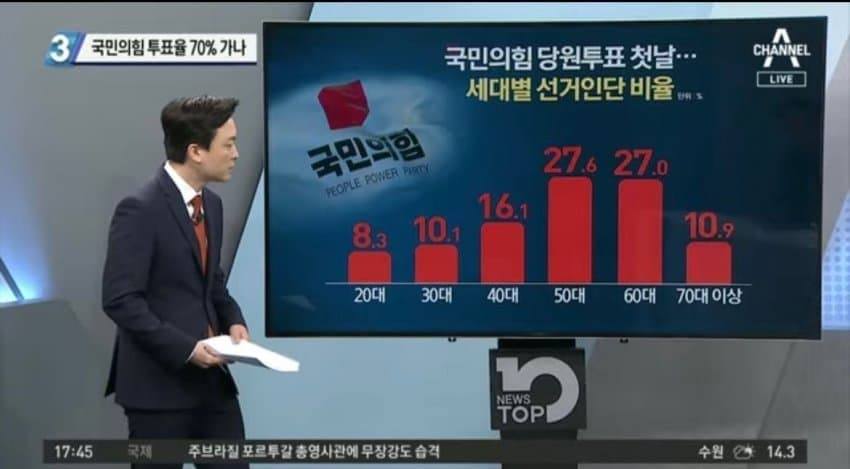 3 국민의힘 투표율 70% 가나
국민의힘 당원투표 첫날…
세대별 선거인단 비율
단위 : %
CHANNEL A
LIVE
국민의힘
PEOPLE POWER PARTY
8.3 10.1 16.1 27.6 27.0 10.9
20대 30대 40대 50대 60대 70대 이상
NEWS
TOP 10
17:45 국제 주브라질 포르투갈 총영사관에 무장강도 습격 수원 14.3